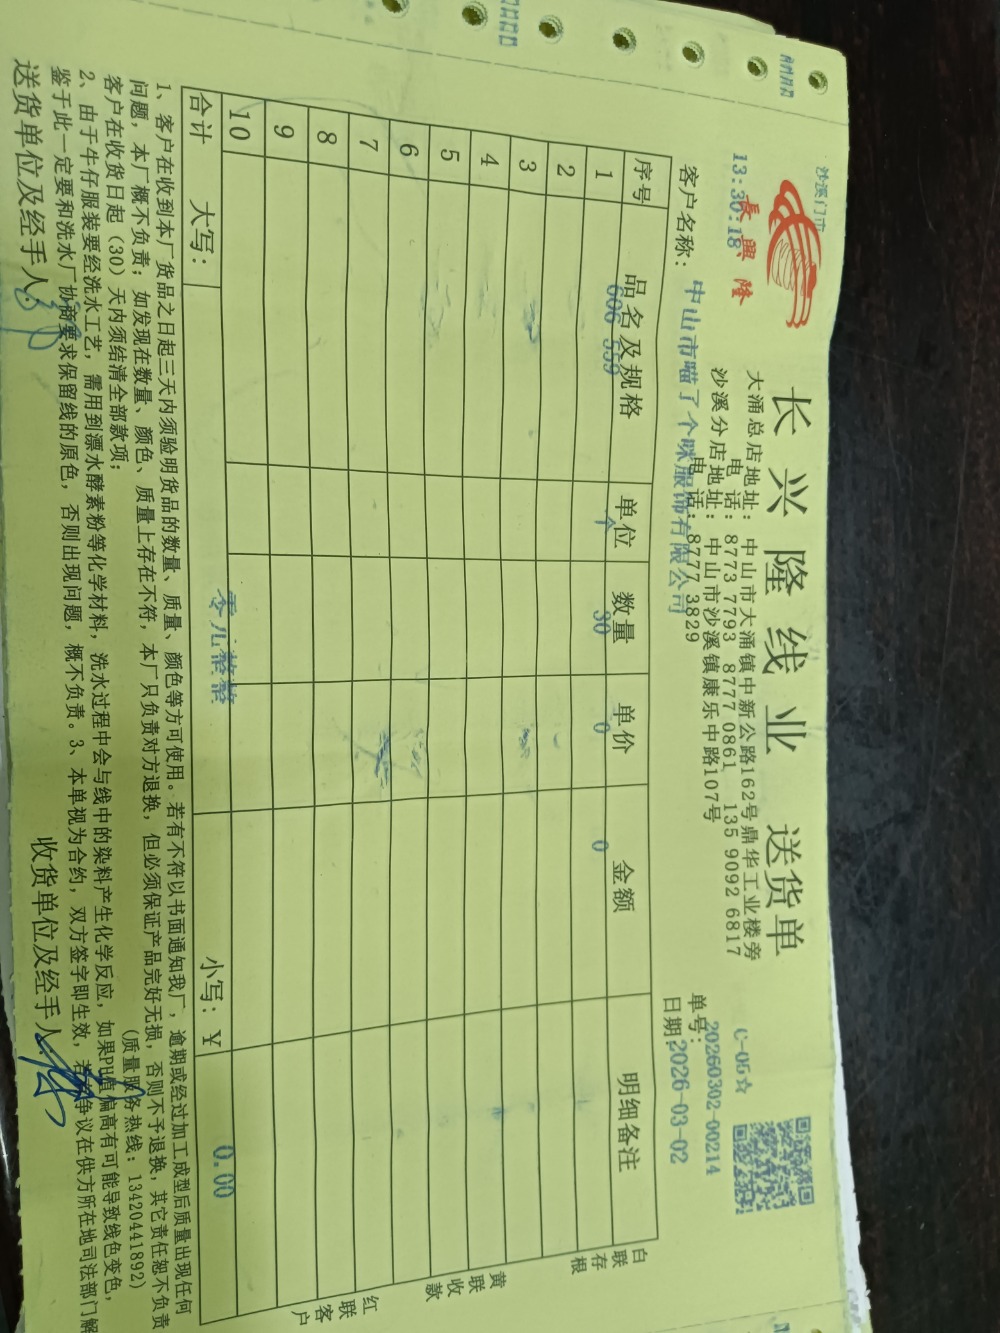 沙溪门市
長興隆
13:30:18
长兴隆线业 送货单
大涌总店地址: 中山市大涌镇中新公路162号鼎华工业楼旁
电 话: 8773 7793 8777 0861 135 9092 6817
沙溪分店地址: 中山市沙溪镇康乐中路107号
电 话: 8777 3829
C-05☆
单号: 20260302-00214
客户名称: 中山市喵了个咪服饰有限公司
日期: 2026-03-02
序号 品名及规格 单位 数量 单价 金额 明细备注
1 606 559 个 30 0 0
2
3
4
5
6
7
8
9
10
合计 大写: 零元整 小写: ¥ 0.00
白联存根
黄联收款
红联客户
1、客户在收到本厂货品之日起三天内须验明货品的数量、质量、颜色等方可使用。若有不符以书面通知我厂,逾期或经过加工成型后质量出现任何
问题,本厂概不负责;如发现在数量、颜色、质量上存在不符,本厂只负责对方退换,但必须保证产品完好无损,否则不予退换,其它责任恕不负责
客户在收货日起(30)天内须结清全部款项; (质量服务热线: 13420441892)
2、由于牛仔服装要经洗水工艺,需用到漂水酵素粉等化学材料,洗水过程中会与线中的染料产生化学反应,如果PH值偏高有可能导致线色变色,
鉴于此一定要和洗水厂协商要求保留线的原色,否则出现问题,概不负责。3、本单视为合约,双方签字即生效,若有争议在供方所在地司法部门解
送货单位及经手人: 收货单位及经手人